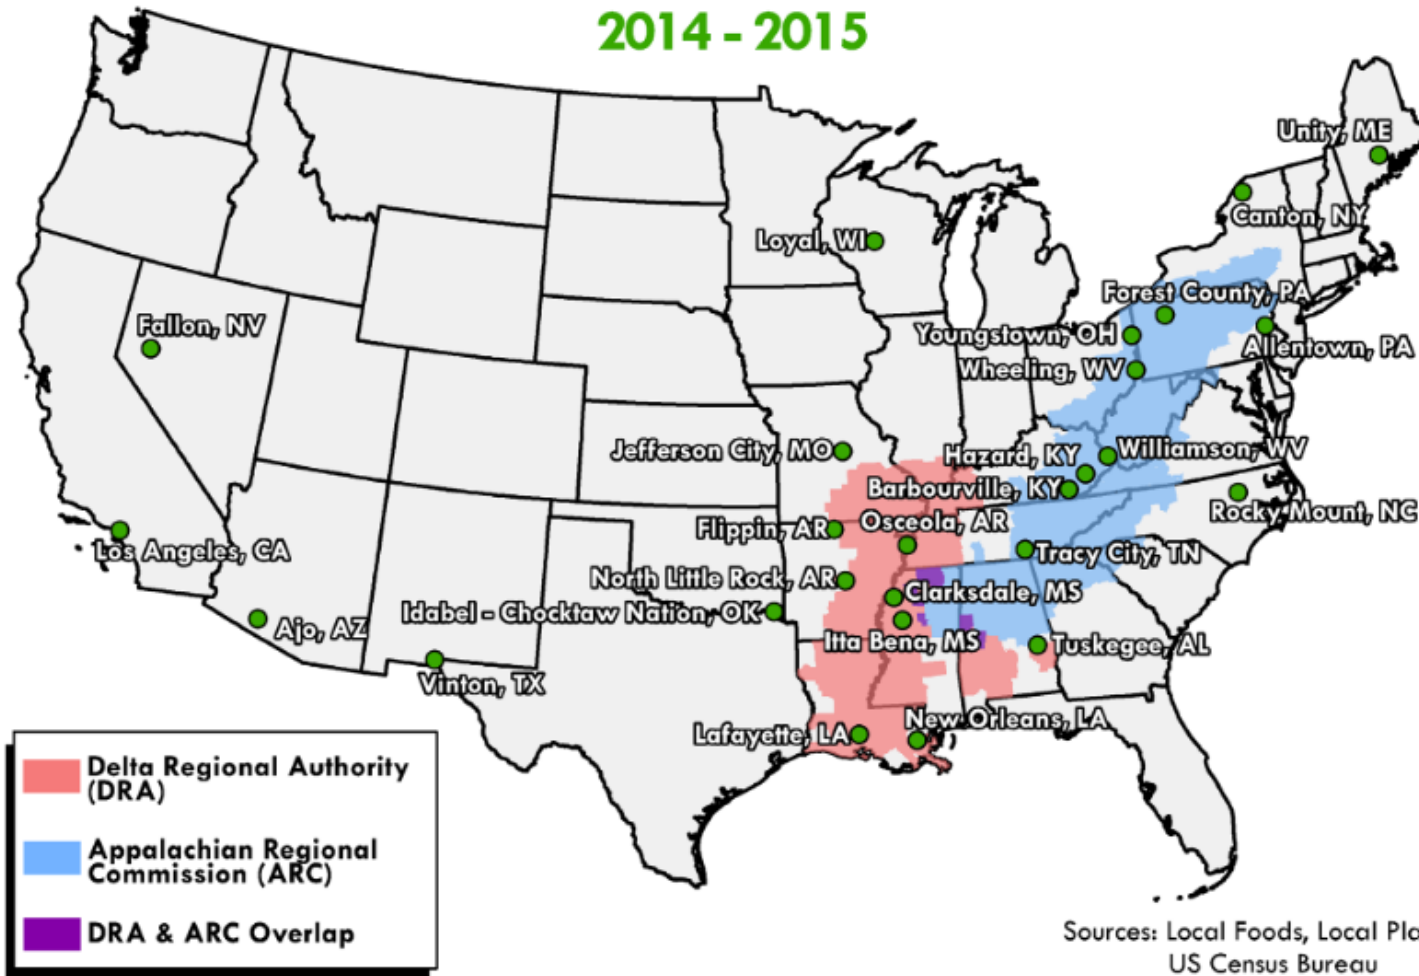 2014 - 2015
Unity, ME
Canton, NY
Loyal, WI
Forest County, PA
Fallon, NV
Youngstown, OH
Allentown, PA
Wheeling, WV
Jefferson City, MO
Hazard, KY
Williamson, WV
Barbourville, KY
Rocky Mount, NC
Flippin, AR
Osceola, AR
Los Angeles, CA
Tracy City, TN
North Little Rock, AR
Clarksdale, MS
Idabel - Chocktaw Nation, OK
Ajo, AZ
Itta Bena, MS
Tuskegee, AL
Vinton, TX
New Orleans, LA
Lafayette, LA
Delta Regional Authority
(DRA)
Appalachian Regional
Commission (ARC)
DRA & ARC Overlap
Sources: Local Foods, Local Pla
US Census Bureau